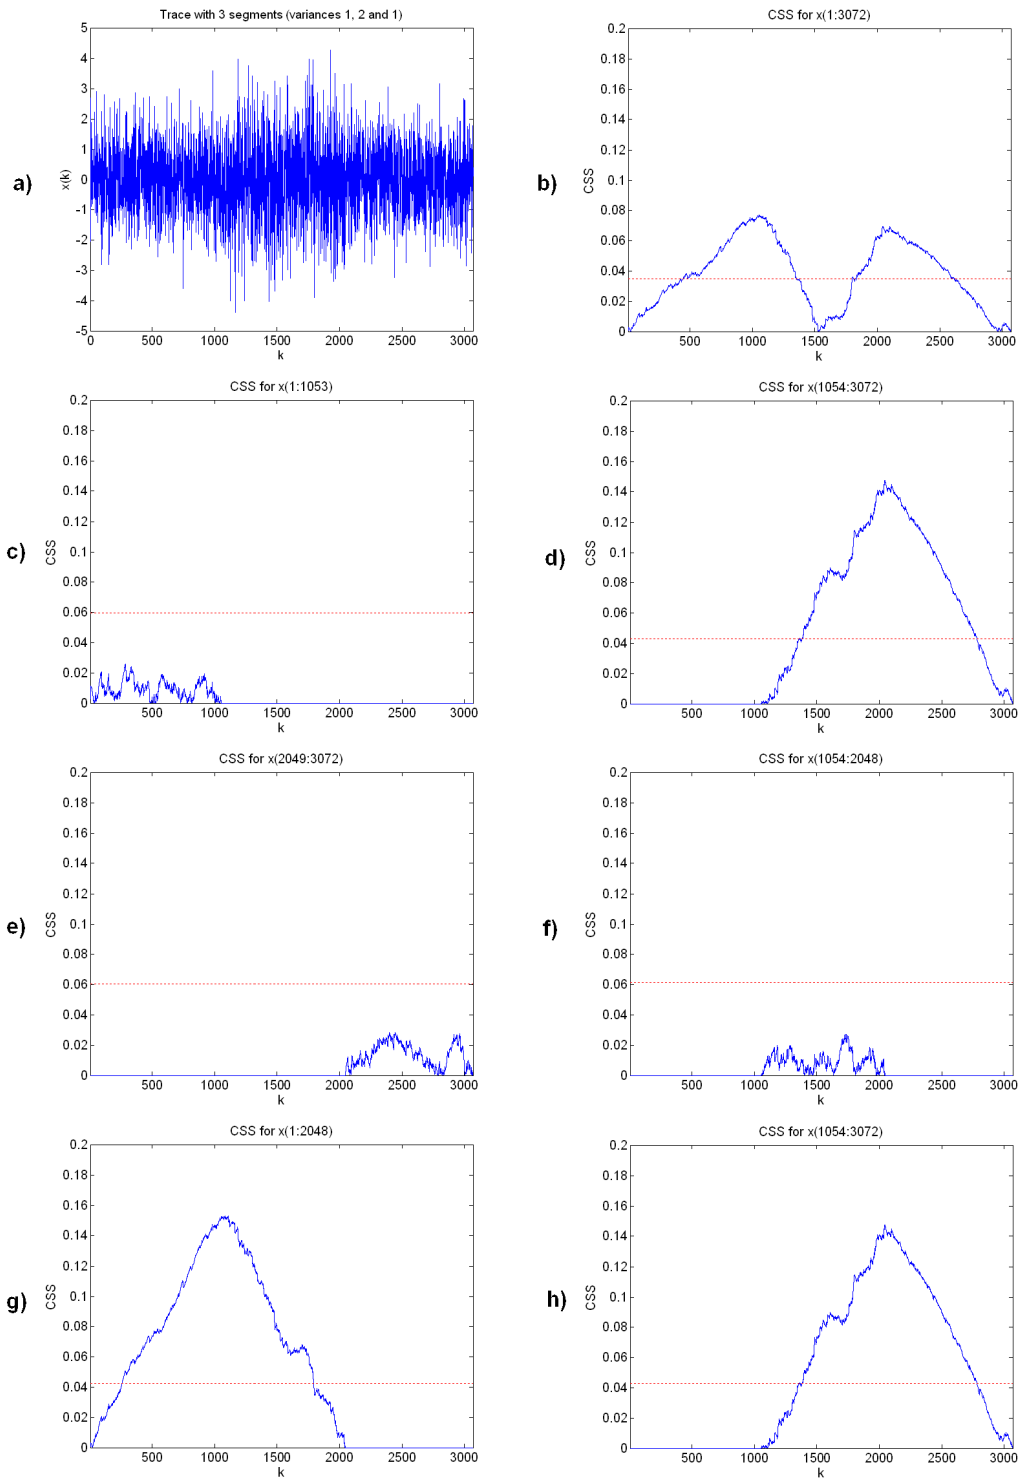 Trace with 3 segments (variances 1, 2 and 1)
5
4
3
2
1
0
-1
-2
-3
-4
-5
x(k)
a)
0 500 1000 1500 2000 2500 3000
k
CSS for x(1:3072)
0.2
0.18
0.16
0.14
0.12
0.1
0.08
0.06
0.04
0.02
0
CSS
b)
500 1000 1500 2000 2500 3000
k
CSS for x(1:1053)
0.2
0.18
0.16
0.14
0.12
0.1
0.08
0.06
0.04
0.02
0
CSS
c)
500 1000 1500 2000 2500 3000
k
CSS for x(1054:3072)
0.2
0.18
0.16
0.14
0.12
0.1
0.08
0.06
0.04
0.02
0
CSS
d)
500 1000 1500 2000 2500 3000
k
CSS for x(2049:3072)
0.2
0.18
0.16
0.14
0.12
0.1
0.08
0.06
0.04
0.02
0
CSS
e)
500 1000 1500 2000 2500 3000
k
CSS for x(1054:2048)
0.2
0.18
0.16
0.14
0.12
0.1
0.08
0.06
0.04
0.02
0
CSS
f)
500 1000 1500 2000 2500 3000
k
CSS for x(1:2048)
0.2
0.18
0.16
0.14
0.12
0.1
0.08
0.06
0.04
0.02
0
CSS
g)
500 1000 1500 2000 2500 3000
k
CSS for x(1054:3072)
0.2
0.18
0.16
0.14
0.12
0.1
0.08
0.06
0.04
0.02
0
CSS
h)
500 1000 1500 2000 2500 3000
k